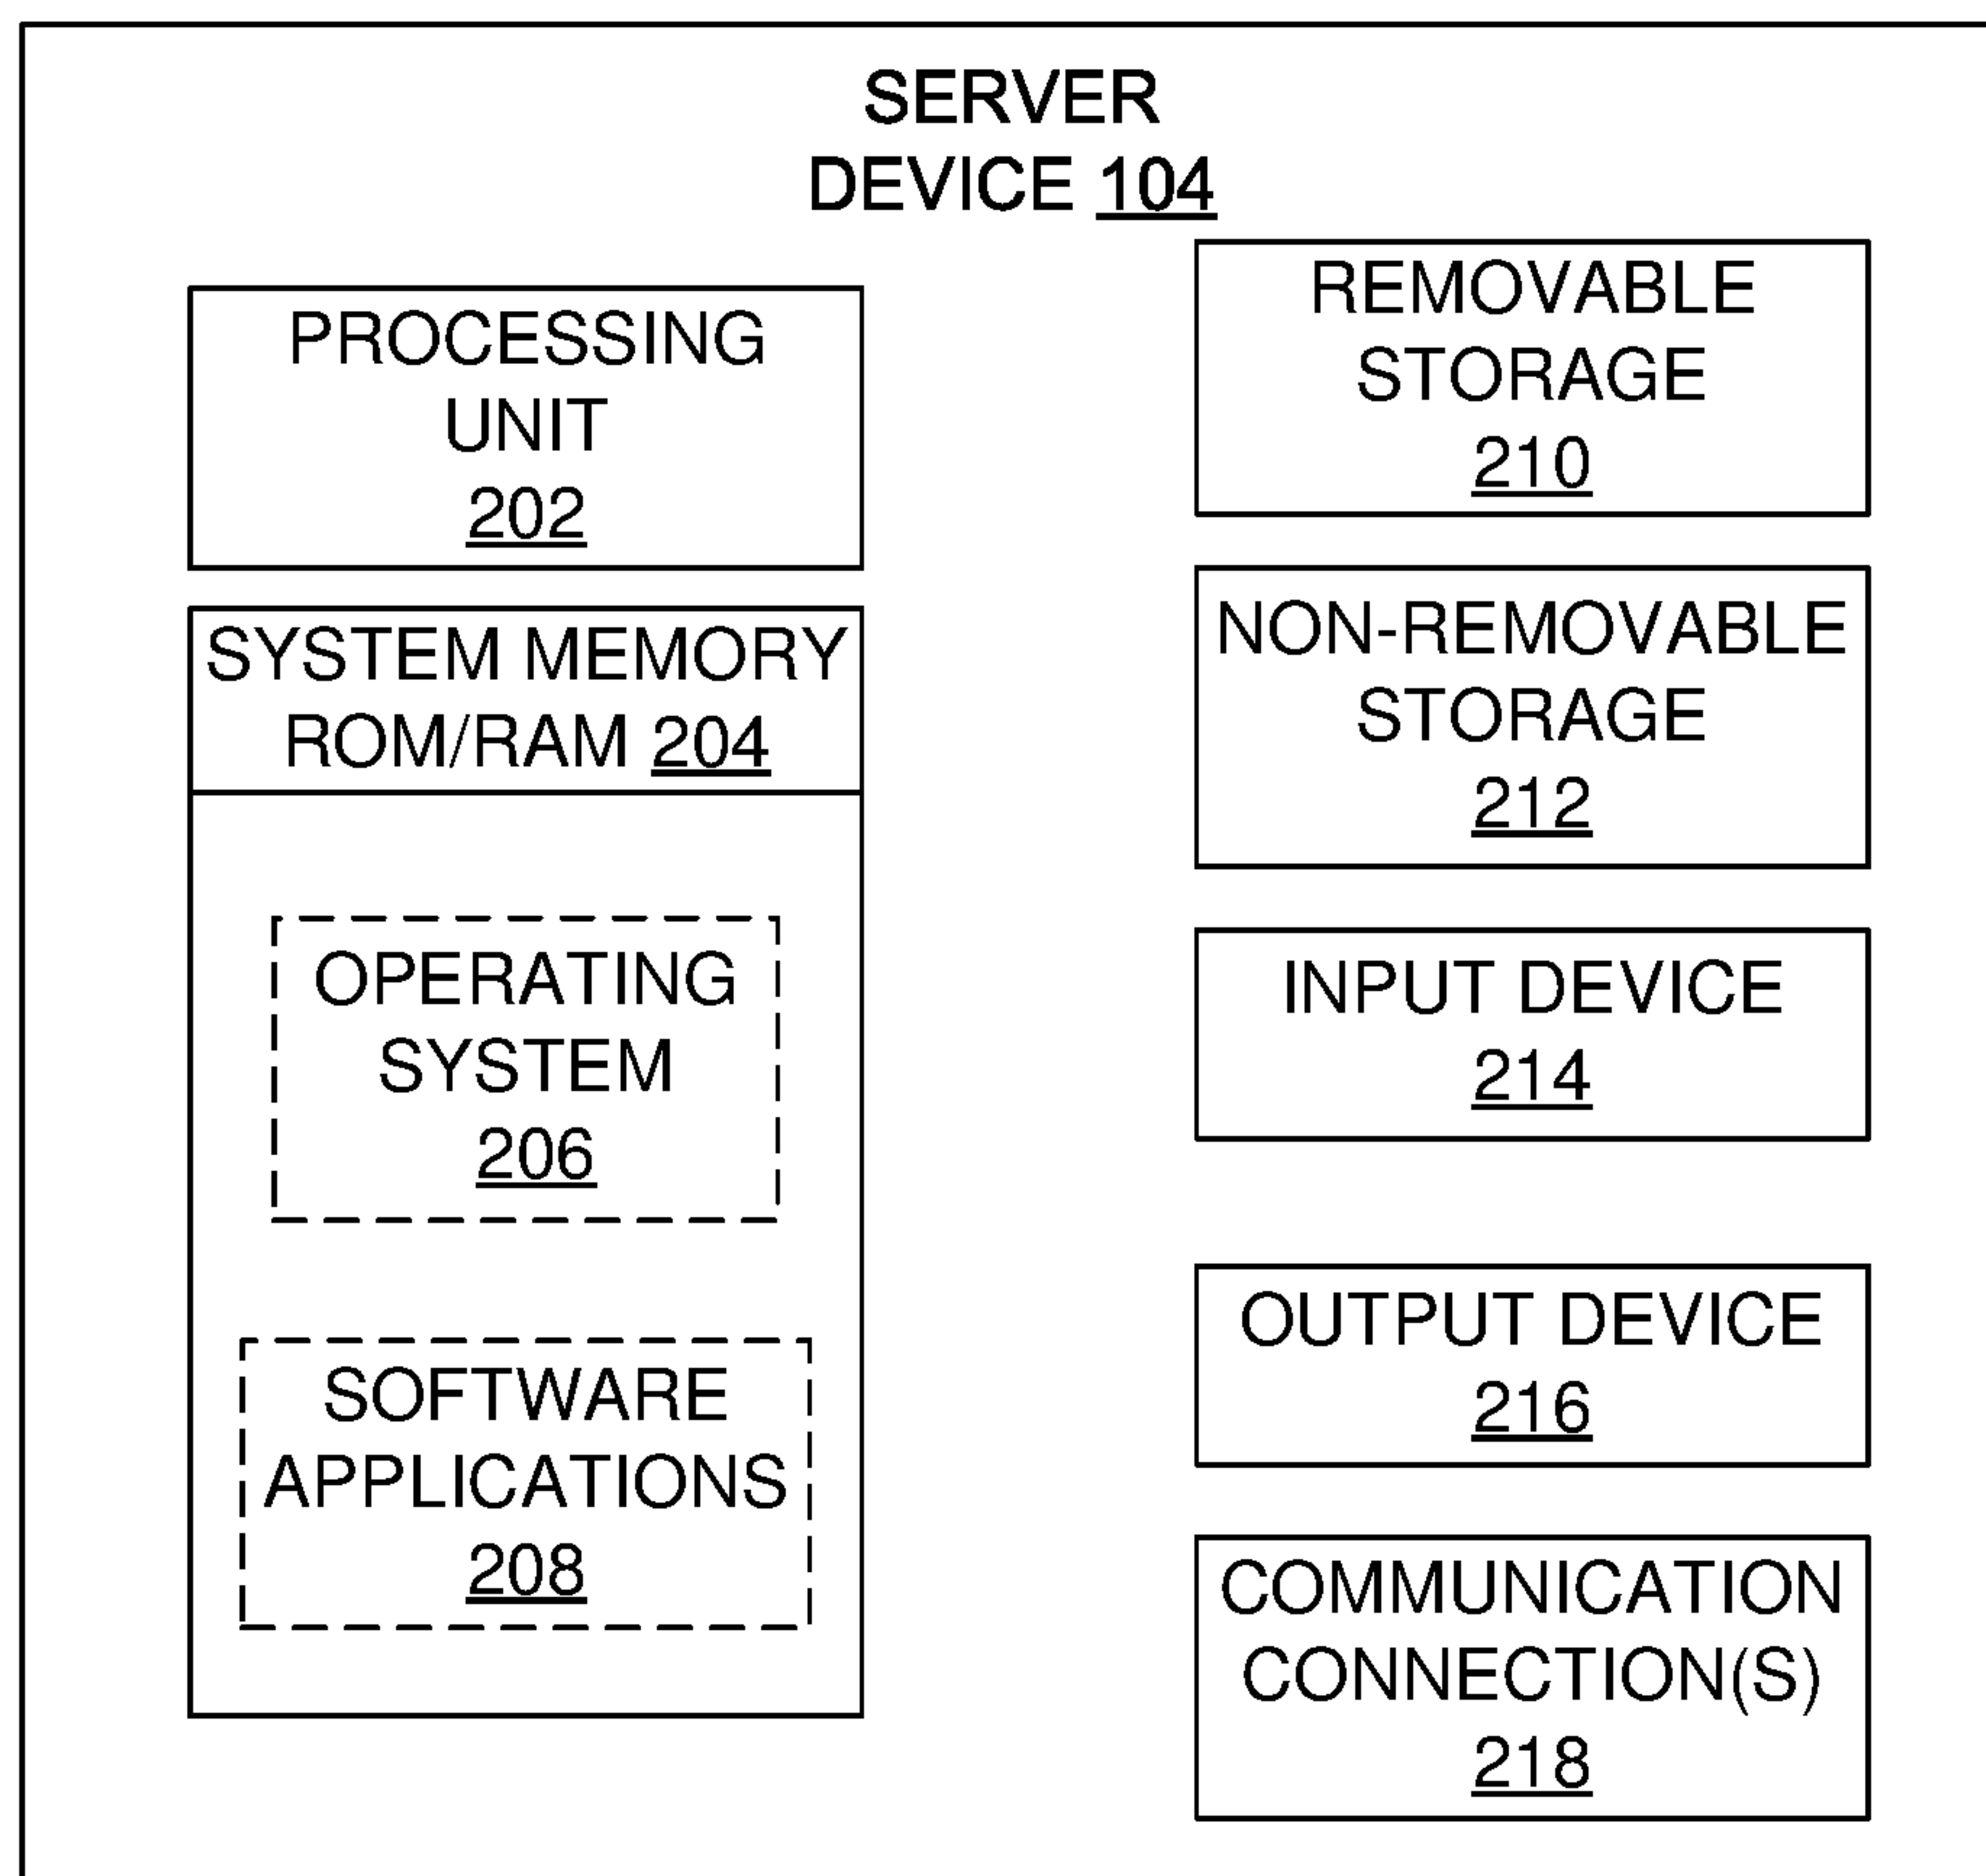 SERVER
DEVICE 104
PROCESSING
UNIT
202
SYSTEM MEMORY
ROM/RAM 204
OPERATING
SYSTEM
206
SOFTWARE
APPLICATIONS
208
REMOVABLE
STORAGE
210
NON-REMOVABLE
STORAGE
212
INPUT DEVICE
214
OUTPUT DEVICE
216
COMMUNICATION
CONNECTION(S)
218